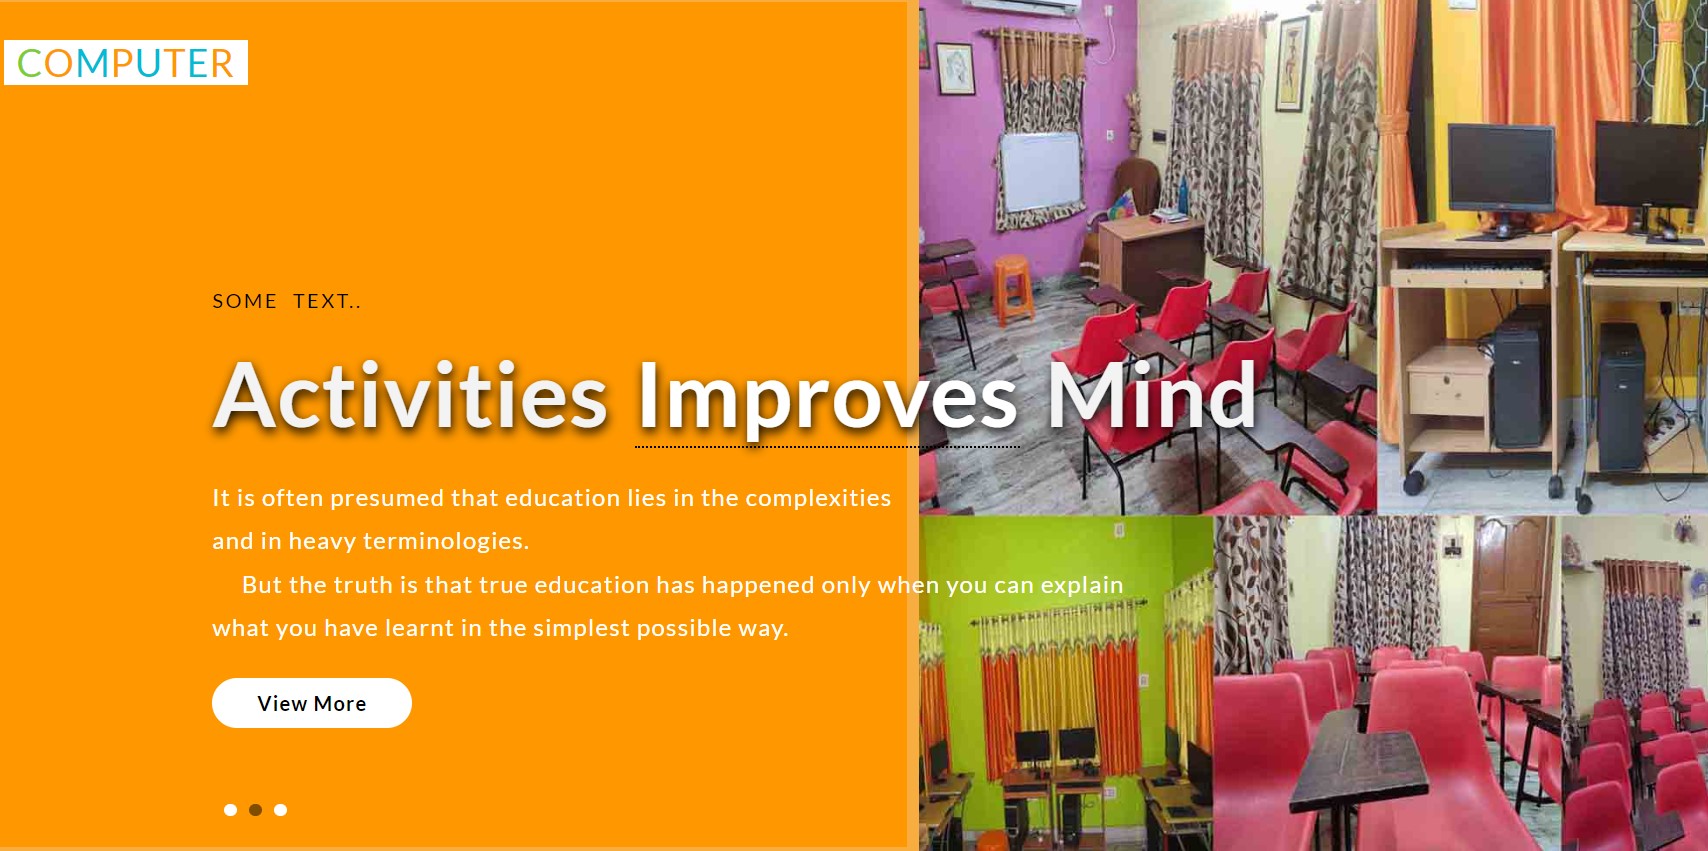 COMPUTER
SOME TEXT..
Activities Improves Mind
It is often presumed that education lies in the complexities
and in heavy terminologies.
But the truth is that true education has happened only when you can explain
what you have learnt in the simplest possible way.
View More